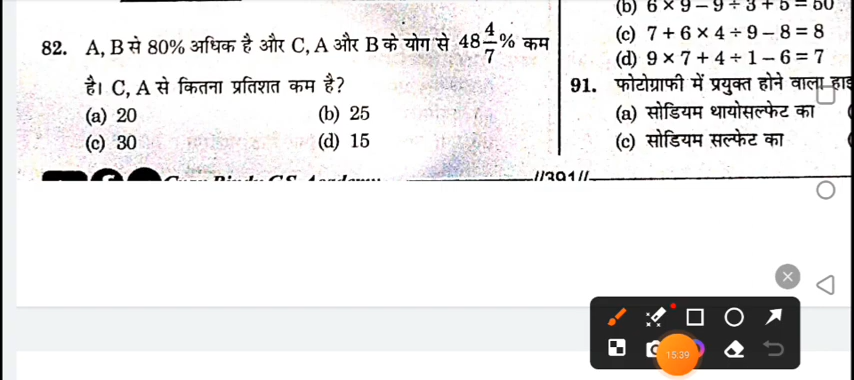 82. A, B से 80% अधिक है और C, A और B के योग से 48 4/7% कम
है। C, A से कितना प्रतिशत कम है?
(a) 20 (b) 25
(c) 30 (d) 15
//391//
(b) 6 × 9 – 9 ÷ 3 + 5 = 50
(c) 7 + 6 × 4 ÷ 9 – 8 = 8
(d) 9 × 7 + 4 ÷ 1 – 6 = 7
91. फोटोग्राफी में प्रयुक्त होने वाला
(a) सोडियम थायोसल्फेट का
(c) सोडियम सल्फेट का
15:39